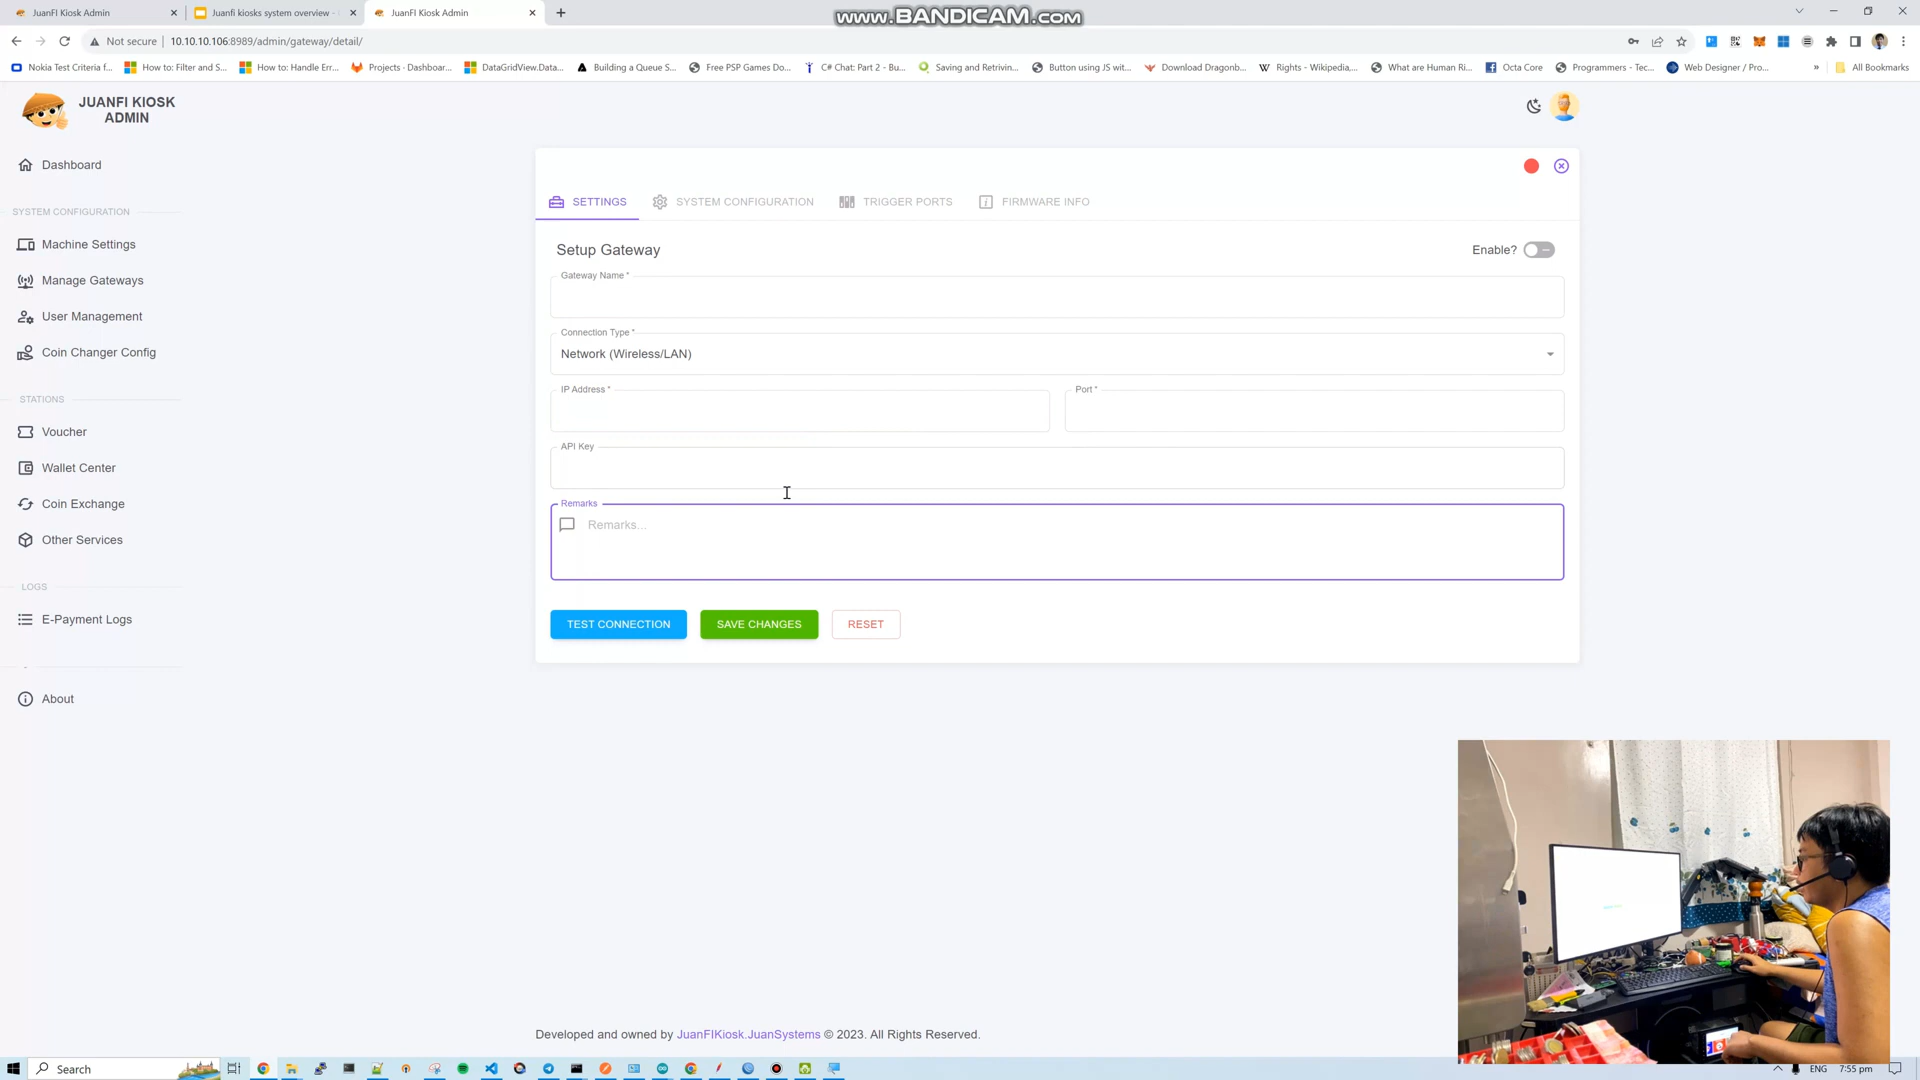 JuanFI Kiosk Admin
Juanfi kiosks system overview -
JuanFI Kiosk Admin
www.BANDICAM.com
Not secure
10.10.10.106:8989/admin/gateway/detail/
Nokia Test Criteria f...
How to: Filter and S...
How to: Handle Err...
Projects · Dashboar...
DataGridView.Data...
Building a Queue S...
Free PSP Games Do...
C# Chat: Part 2 - Bu...
Saving and Retrivin...
Button using JS wit...
Download Dragonb...
Rights - Wikipedia,...
What are Human Ri...
Octa Core
Programmers - Tec...
Web Designer / Pro...
»
All Bookmarks
JUANFI KIOSK
ADMIN
Dashboard
SYSTEM CONFIGURATION
Machine Settings
Manage Gateways
User Management
Coin Changer Config
STATIONS
Voucher
Wallet Center
Coin Exchange
Other Services
LOGS
E-Payment Logs
About
SETTINGS
SYSTEM CONFIGURATION
TRIGGER PORTS
FIRMWARE INFO
Setup Gateway
Enable?
Gateway Name *
Connection Type *
Network (Wireless/LAN)
IP Address *
Port *
API Key
Remarks
Remarks...
TEST CONNECTION
SAVE CHANGES
RESET
Developed and owned by JuanFIKiosk.JuanSystems © 2023. All Rights Reserved.
Search
ENG
7:55 pm